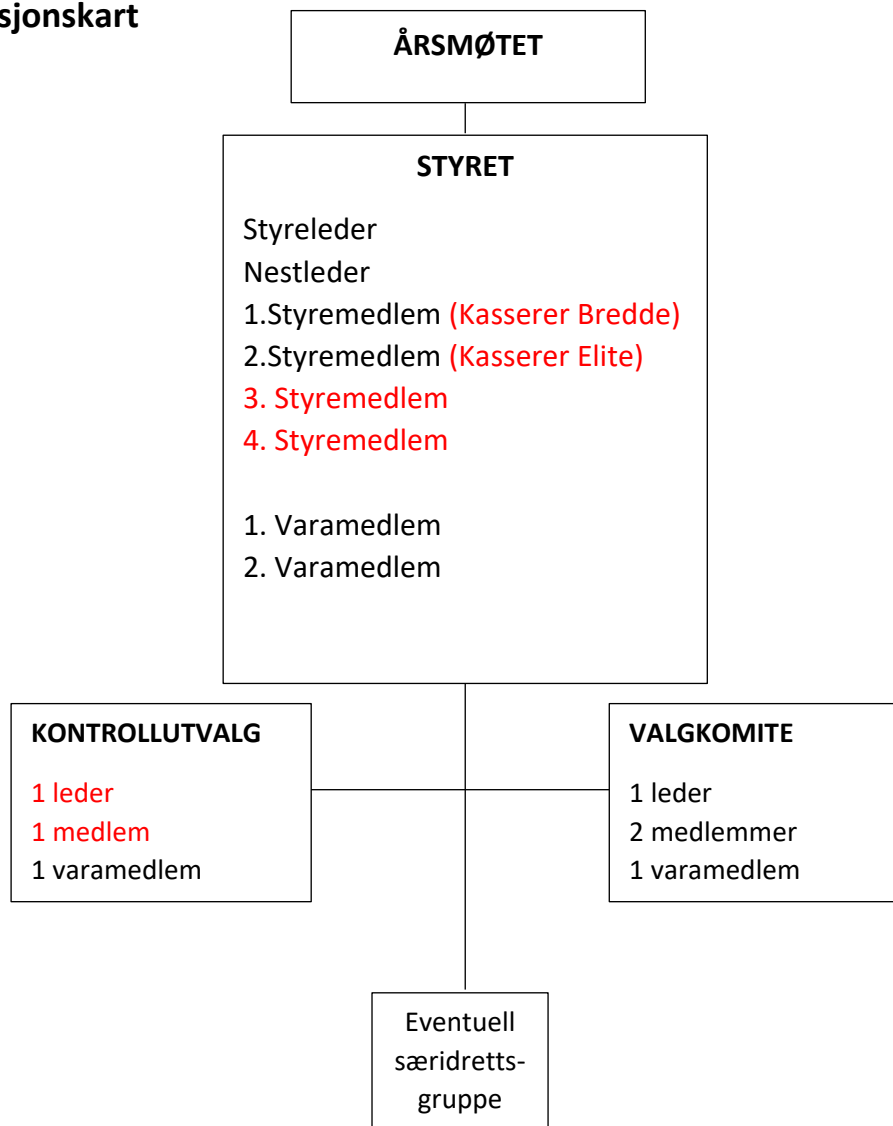 sjonskart
ÅRSMØTET
STYRET
Styreleder
Nestleder
1.Styremedlem (Kasserer Bredde)
2.Styremedlem (Kasserer Elite)
3. Styremedlem
4. Styremedlem
1. Varamedlem
2. Varamedlem
KONTROLLUTVALG
1 leder
1 medlem
1 varamedlem
VALGKOMITE
1 leder
2 medlemmer
1 varamedlem
Eventuell
særidretts-
gruppe